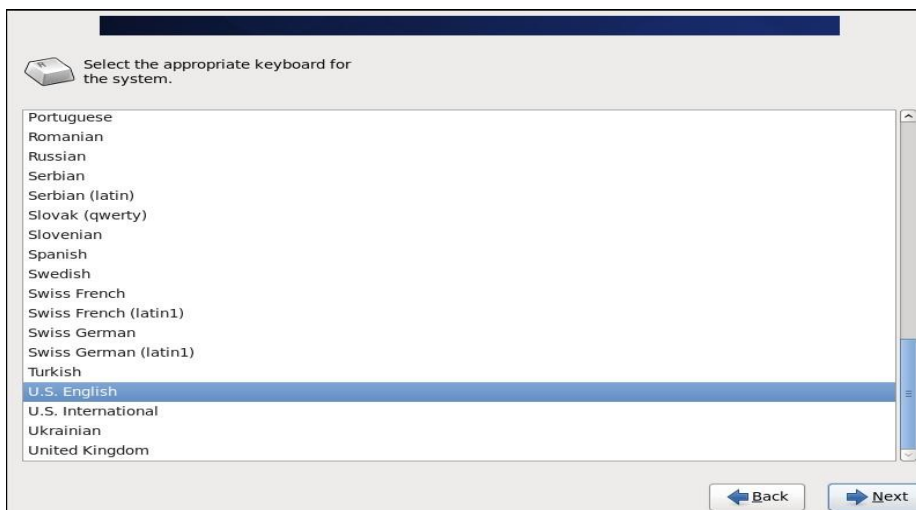 Select the appropriate keyboard for
the system.
Portuguese
Romanian
Russian
Serbian
Serbian (latin)
Slovak (qwerty)
Slovenian
Spanish
Swedish
Swiss French
Swiss French (latin1)
Swiss German
Swiss German (latin1)
Turkish
U.S. English
U.S. International
Ukrainian
United Kingdom
Back Next